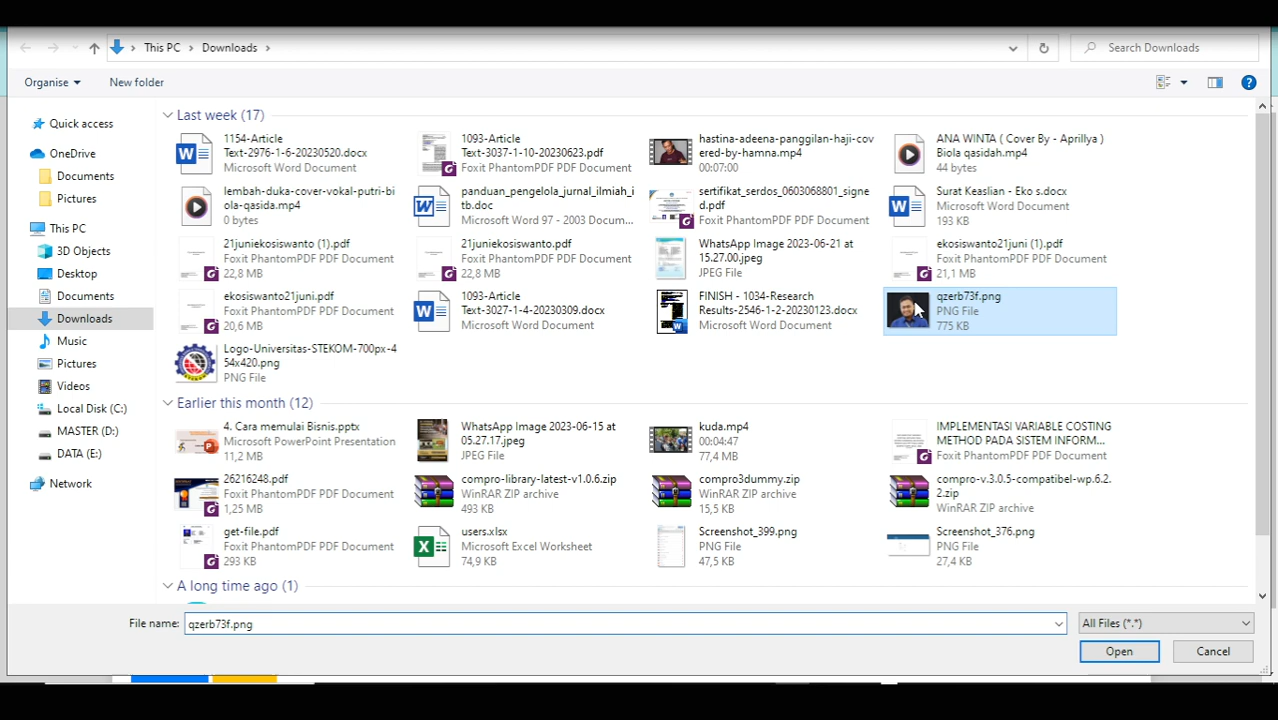 This PC > Downloads >
Search Downloads
Organise
New folder
Quick access
OneDrive
Documents
Pictures
This PC
3D Objects
Desktop
Documents
Downloads
Music
Pictures
Videos
Local Disk (C:)
MASTER (D:)
DATA (E:)
Network
Last week (17)
1154-Article
Text-2976-1-6-20230520.docx
Microsoft Word Document
1093-Article
Text-3037-1-10-20230623.pdf
Foxit PhantomPDF PDF Document
hastina-adeena-panggilan-haji-cov
ered-by-hamna.mp4
00:07:00
ANA WINTA ( Cover By - Aprillya )
Biola qasidah.mp4
44 bytes
lembah-duka-cover-vokal-putri-bi
ola-qasida.mp4
0 bytes
panduan_pengelola_jurnal_ilmiah_i
tb.doc
Microsoft Word 97 - 2003 Docum...
sertifikat_serdos_0603068801_signe
d.pdf
Foxit PhantomPDF PDF Document
Surat Keaslian - Eko s.docx
Microsoft Word Document
193 KB
21juniekosiswanto (1).pdf
Foxit PhantomPDF PDF Document
22,8 MB
21juniekosiswanto.pdf
Foxit PhantomPDF PDF Document
22,8 MB
WhatsApp Image 2023-06-21 at
15.27.00.jpeg
JPEG File
ekosiswanto21juni (1).pdf
Foxit PhantomPDF PDF Document
21,1 MB
ekosiswanto21juni.pdf
Foxit PhantomPDF PDF Document
20,6 MB
1093-Article
Text-3027-1-4-20230309.docx
Microsoft Word Document
FINISH - 1034-Research
Results-2546-1-2-20230123.docx
Microsoft Word Document
qzerb73f.png
PNG File
775 KB
Logo-Universitas-STEKOM-700px-4
54x420.png
PNG File
Earlier this month (12)
4. Cara memulai Bisnis.pptx
Microsoft PowerPoint Presentation
11,2 MB
WhatsApp Image 2023-06-15 at
05.27.17.jpeg
JPEG File
kuda.mp4
00:04:47
77,4 MB
IMPLEMENTASI VARIABLE COSTING
METHOD PADA SISTEM INFORM...
Foxit PhantomPDF PDF Document
26216248.pdf
Foxit PhantomPDF PDF Document
1,25 MB
compro-library-latest-v1.0.6.zip
WinRAR ZIP archive
493 KB
compro3dummy.zip
WinRAR ZIP archive
15,5 KB
compro-v.3.0.5-compatibel-wp.6.2.
2.zip
WinRAR ZIP archive
get-file.pdf
Foxit PhantomPDF PDF Document
293 KB
users.xlsx
Microsoft Excel Worksheet
74,9 KB
Screenshot_399.png
PNG File
47,5 KB
Screenshot_376.png
PNG File
27,4 KB
A long time ago (1)
File name: qzerb73f.png
All Files (*.*)
Open
Cancel